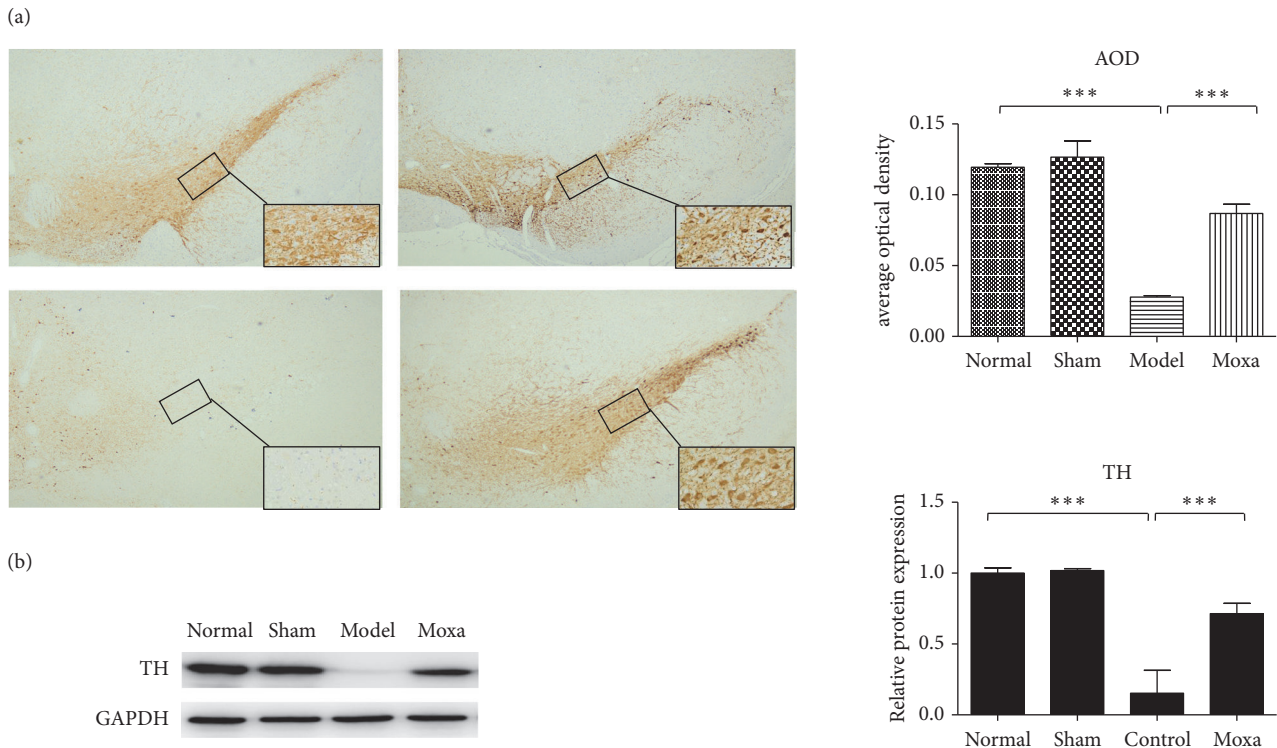 (a)
AOD
*** ***
average optical density
0.15
0.10
0.05
0.00
Normal Sham Model Moxa
(b)
Normal Sham Model Moxa
TH
GAPDH
TH
*** ***
Relative protein expression
1.5
1.0
0.5
0.0
Normal Sham Control Moxa